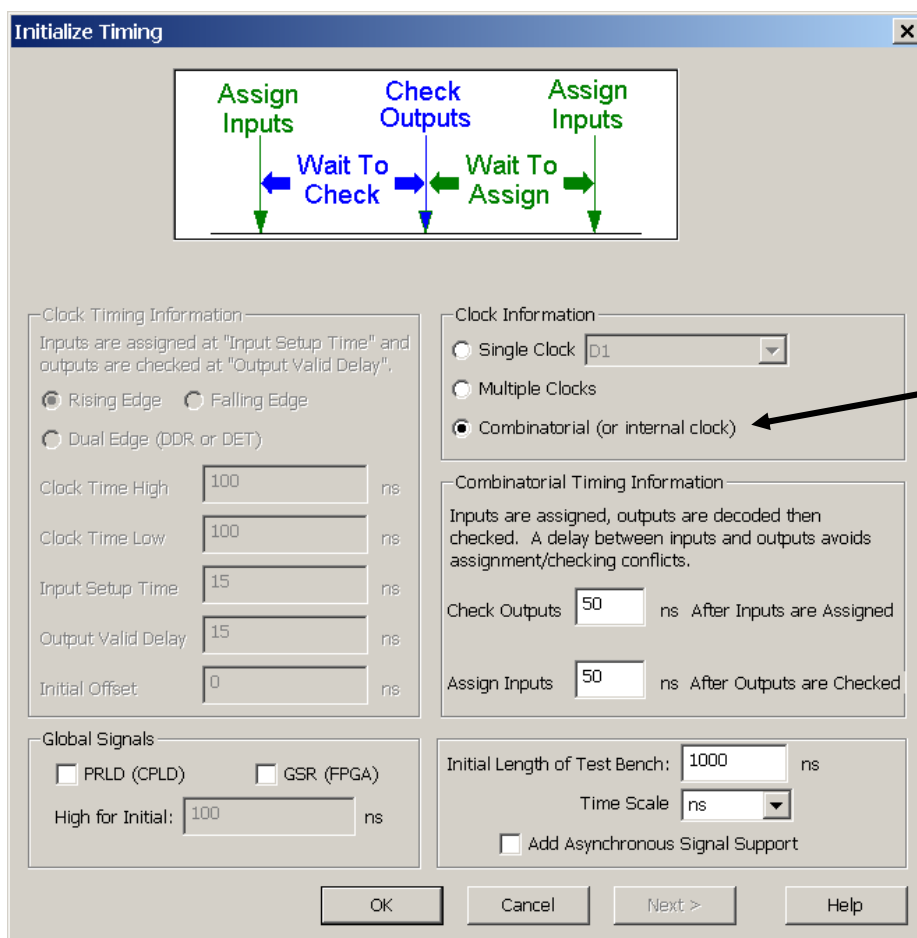 Initialize Timing
Assign
Inputs
Check
Outputs
Assign
Inputs
Wait To
Check
Wait To
Assign
Clock Timing Information
Inputs are assigned at "Input Setup Time" and
outputs are checked at "Output Valid Delay".
Rising Edge Falling Edge
Dual Edge (DDR or DET)
Clock Time High 100 ns
Clock Time Low 100 ns
Input Setup Time 15 ns
Output Valid Delay 15 ns
Initial Offset 0 ns
Clock Information
Single Clock D1
Multiple Clocks
Combinatorial (or internal clock)
Combinatorial Timing Information
Inputs are assigned, outputs are decoded then
checked. A delay between inputs and outputs avoids
assignment/checking conflicts.
Check Outputs 50 ns After Inputs are Assigned
Assign Inputs 50 ns After Outputs are Checked
Global Signals
PRLD (CPLD) GSR (FPGA)
High for Initial: 100 ns
Initial Length of Test Bench: 1000 ns
Time Scale ns
Add Asynchronous Signal Support
OK Cancel Next > Help